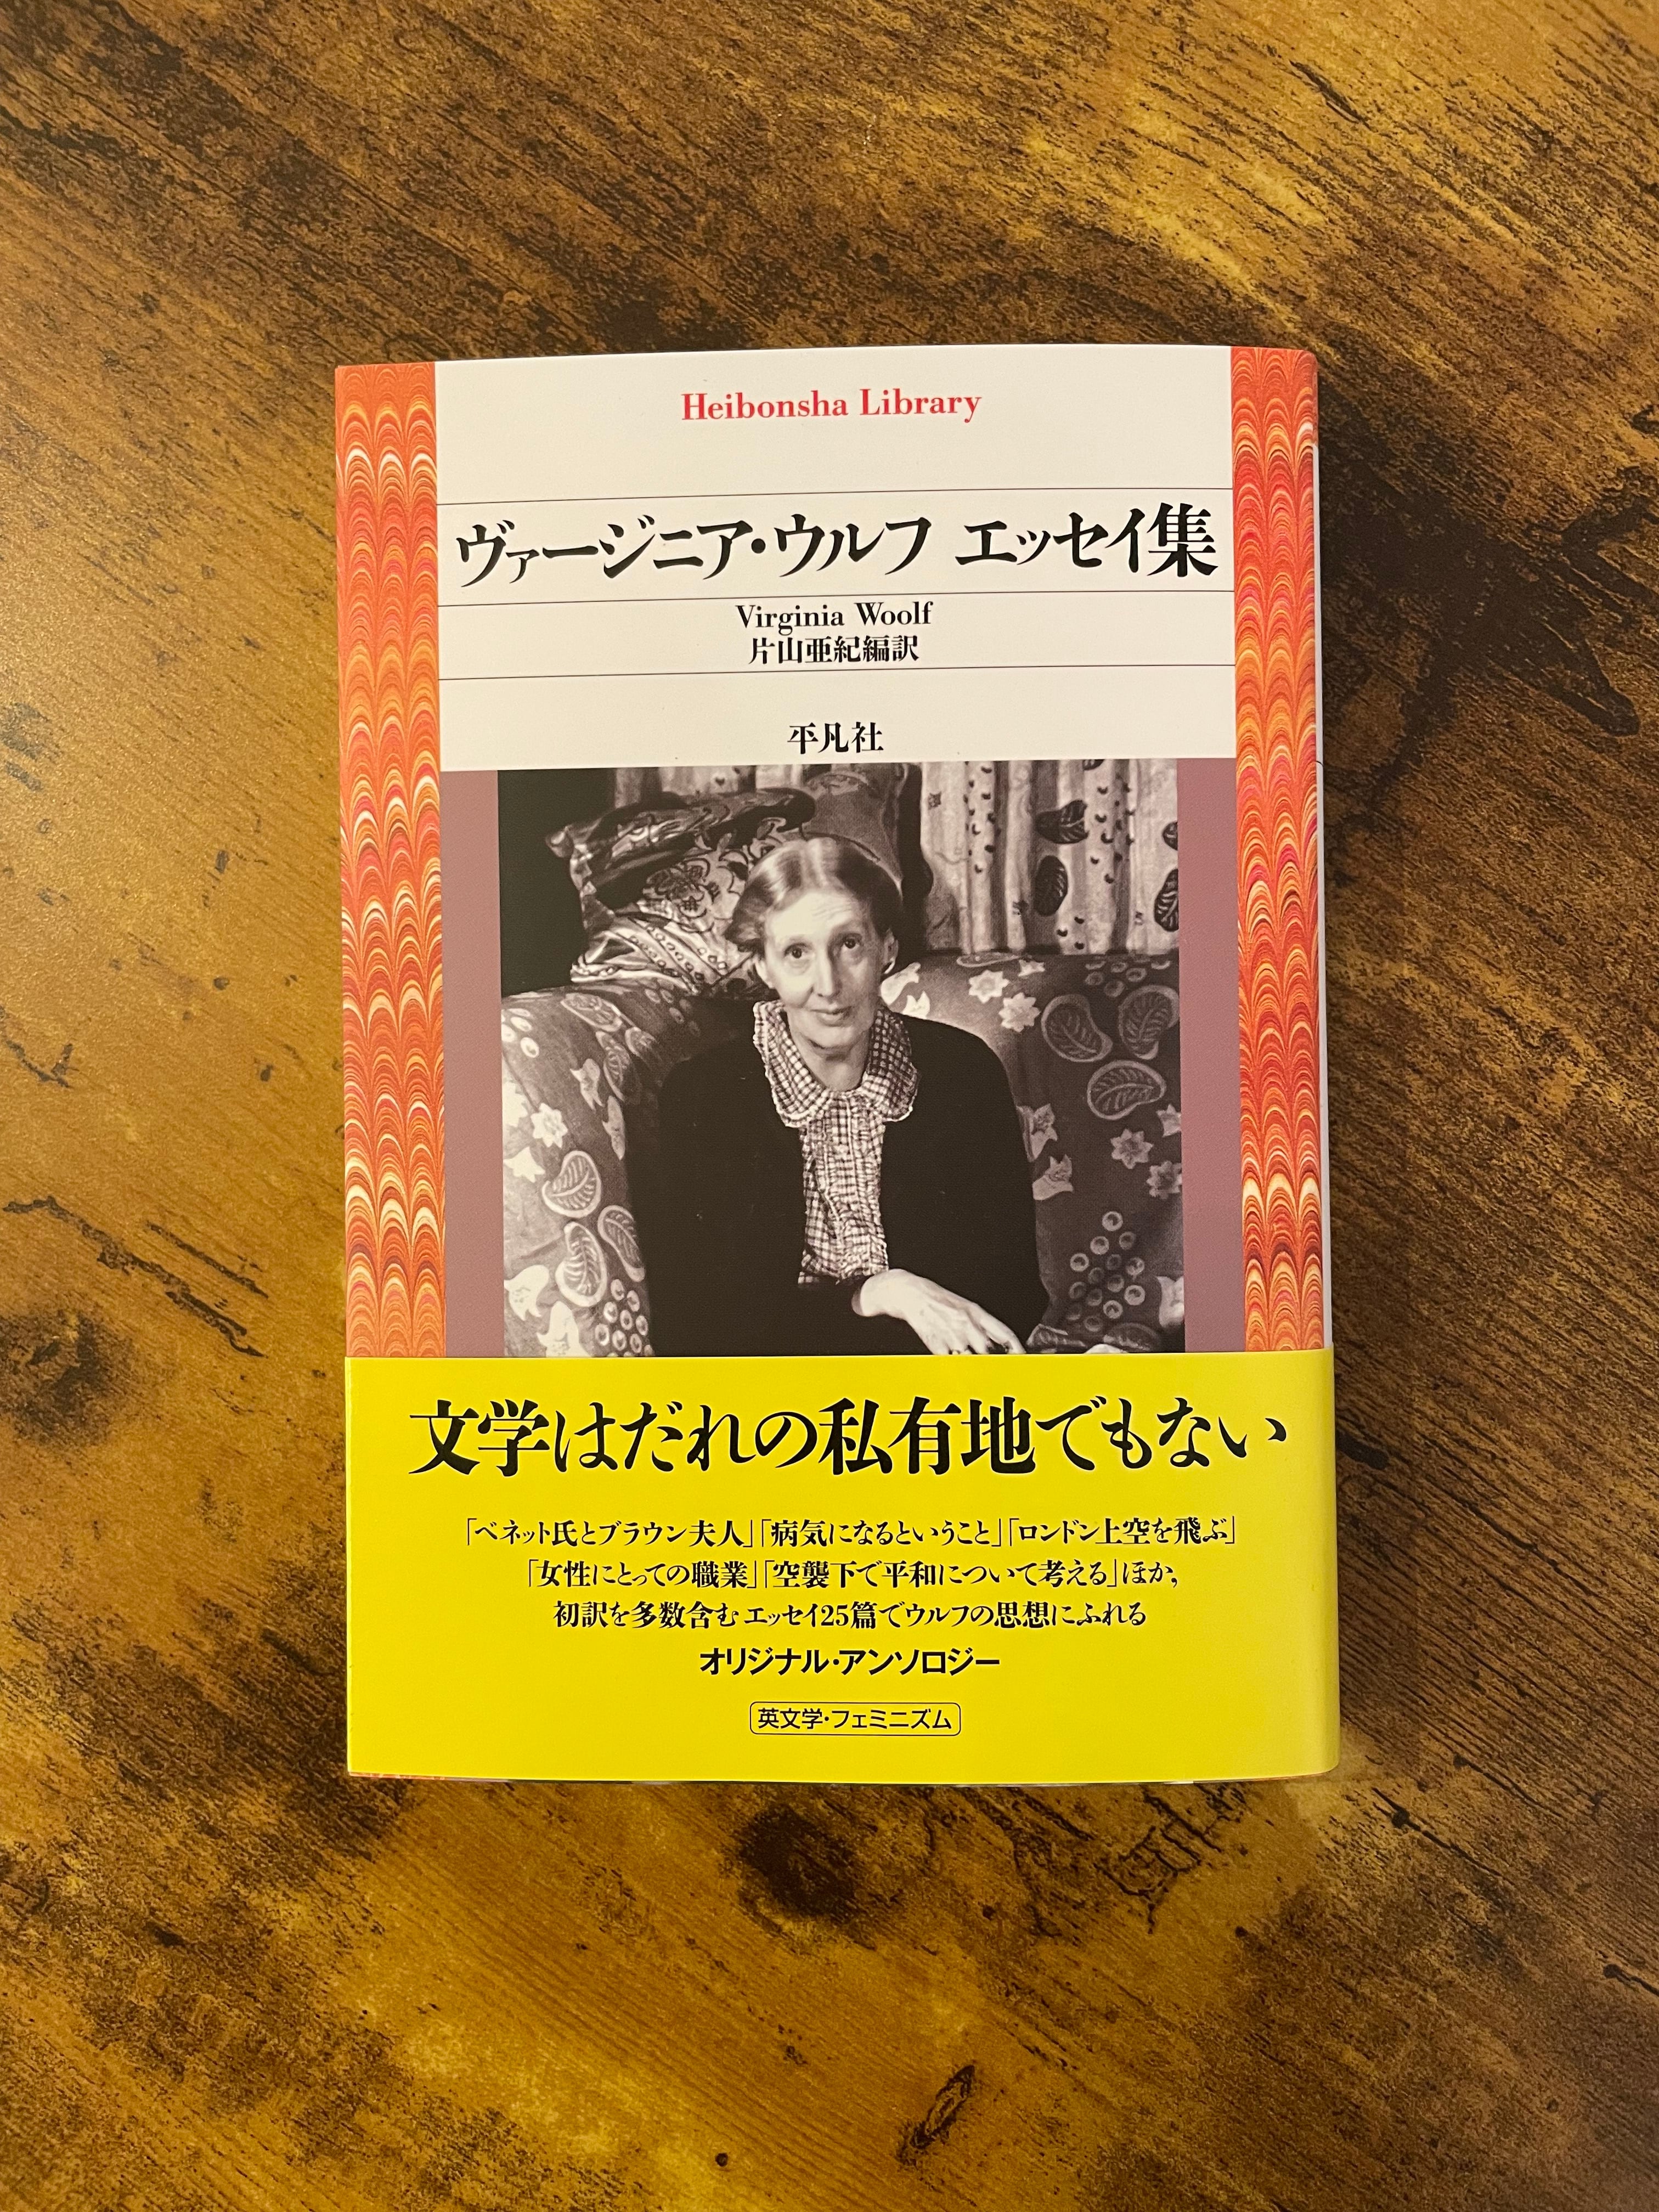 Heibonsha Library
ヴァージニア・ウルフ エッセイ集
Virginia Woolf
片山亜紀編訳
平凡社
文学はだれの私有地でもない
「ベネット氏とブラウン夫人」「病気になるということ」「ロンドン上空を飛ぶ」
「女性にとっての職業」「空襲下で平和について考える」ほか,
初訳を多数含むエッセイ25篇でウルフの思想にふれる
オリジナル・アンソロジー
英文学・フェミニズム